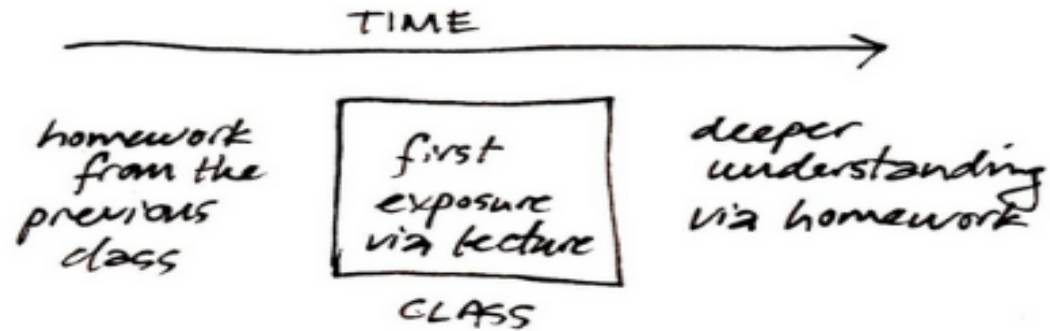 TIME
homework
from the
previous
class
first
exposure
via lecture
deeper
understanding
via homework
CLASS